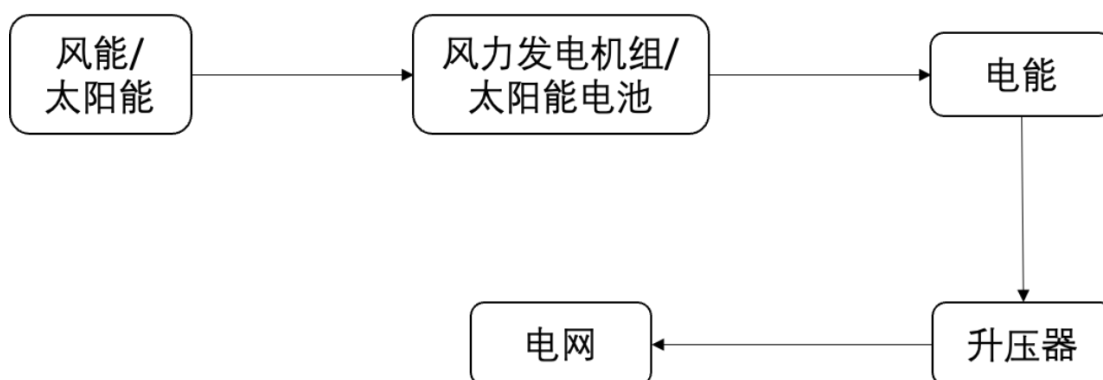 风能/
太阳能
风力发电机组/
太阳能电池
电能
升压器
电网